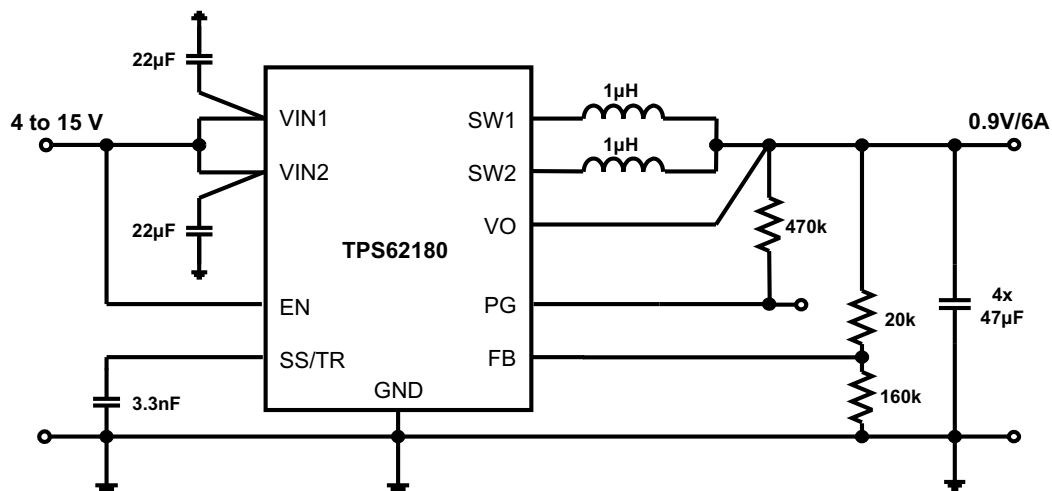 22µF
4 to 15 V
22µF
3.3nF
VIN1
VIN2
EN
SS/TR
TPS62180
GND
SW1
SW2
VO
PG
FB
1µH
1µH
470k
20k
160k
0.9V/6A
4x
47µF